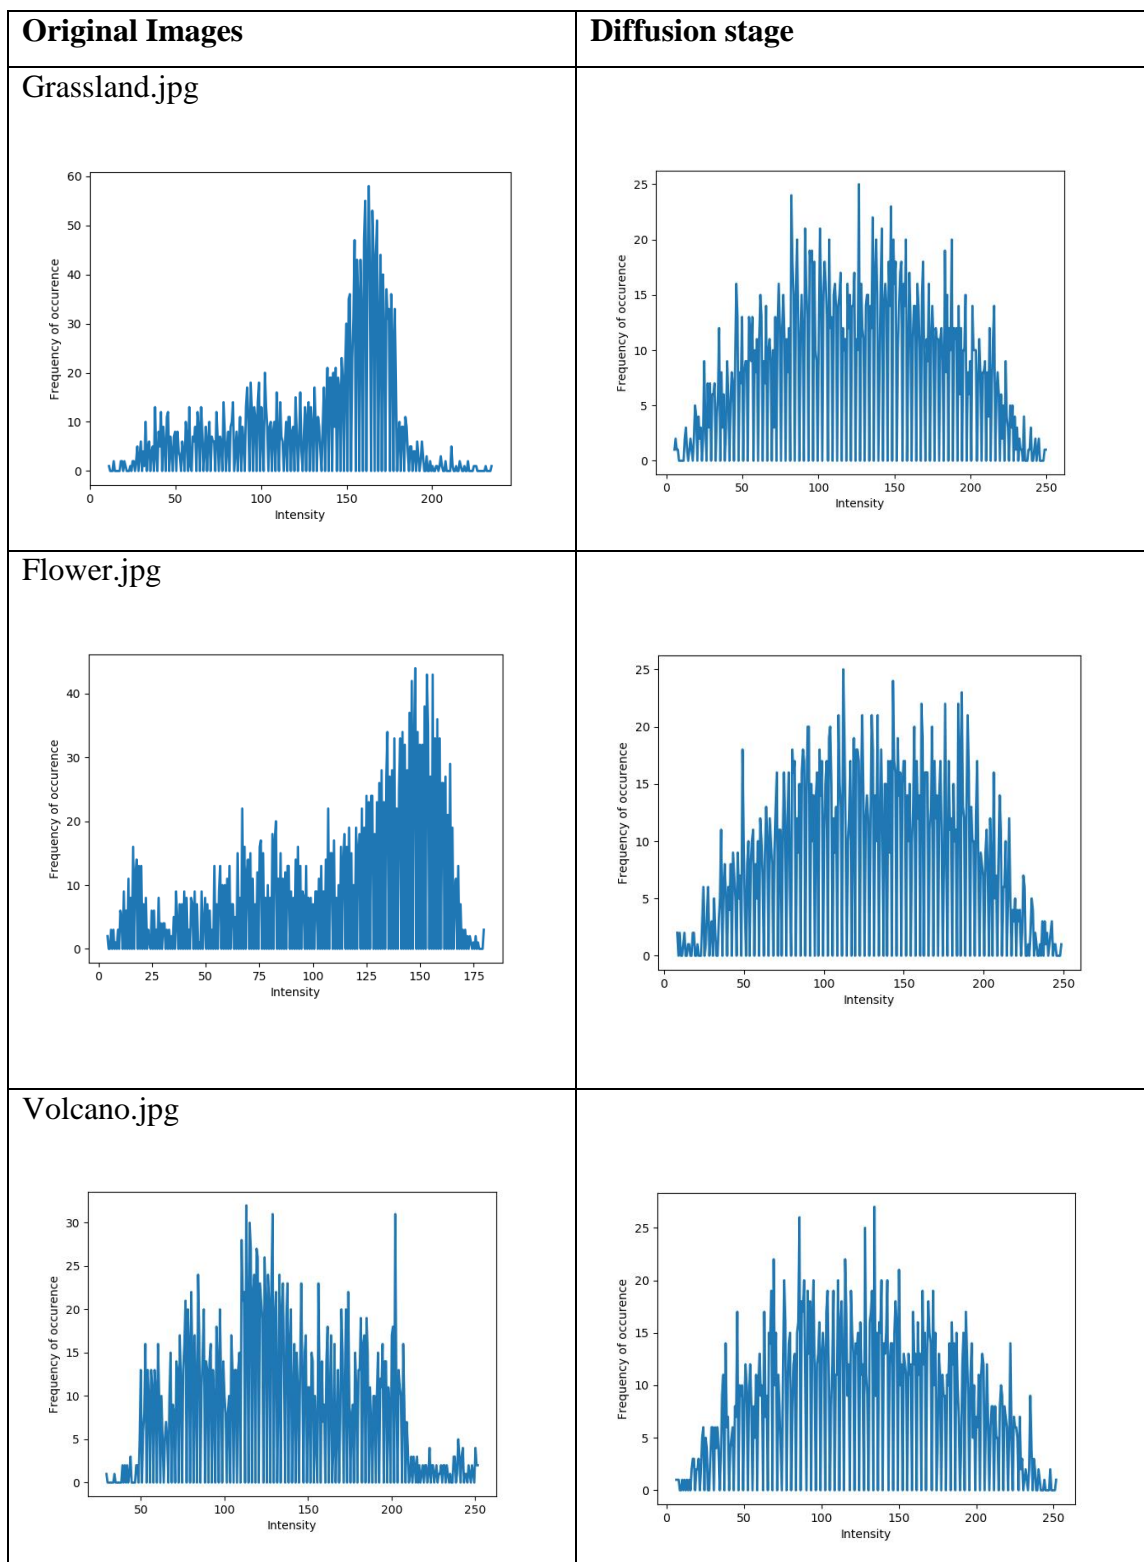 Original Images
Diffusion stage
Grassland.jpg
60
50
40
30
20
10
0
Frequency of occurence
0 50 100 150 200
Intensity
25
20
15
10
5
0
Frequency of occurence
0 50 100 150 200 250
Intensity
Flower.jpg
40
30
20
10
0
Frequency of occurence
0 25 50 75 100 125 150 175
Intensity
25
20
15
10
5
0
Frequency of occurence
0 50 100 150 200 250
Intensity
Volcano.jpg
30
25
20
15
10
5
0
Frequency of occurence
50 100 150 200 250
Intensity
25
20
15
10
5
0
Frequency of occurence
0 50 100 150 200 250
Intensity